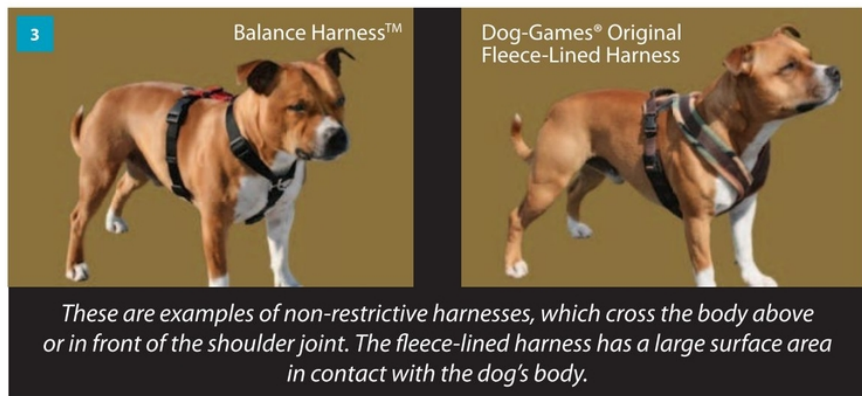 3
Balance Harness™
Dog-Games® Original
Fleece-Lined Harness
These are examples of non-restrictive harnesses, which cross the body above
or in front of the shoulder joint. The fleece-lined harness has a large surface area
in contact with the dog’s body.